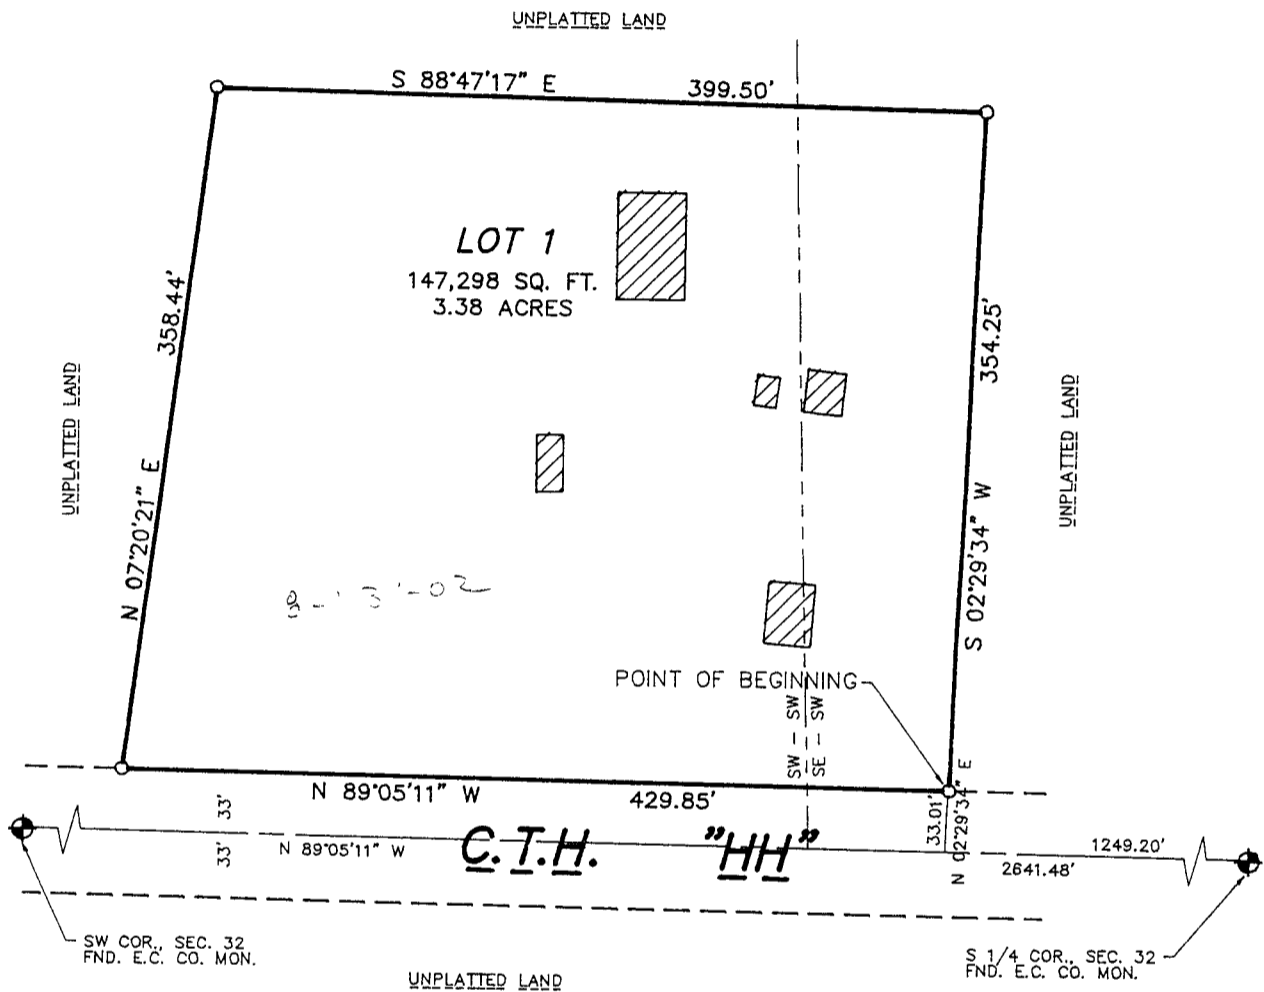 UNPLATTED LAND
S 88°47'17" E 399.50'
LOT 1
147,298 SQ. FT.
3.38 ACRES
358.44'
N 07°20'21" E
UNPLATTED LAND
354.25'
S 02°29'34" W
UNPLATTED LAND
POINT OF BEGINNING
SW - SW
SE - SW
N 89°05'11" W 429.85'
33'
33'
N 89°05'11" W
C.T.H. "HH"
33.01'
N 02°29'34" E
1249.20'
2641.48'
SW COR., SEC. 32
FND. E.C. CO. MON.
S 1/4 COR., SEC. 32
FND. E.C. CO. MON.
UNPLATTED LAND